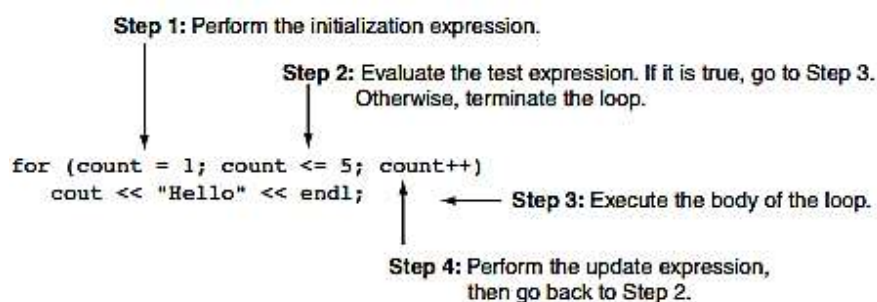 Step 1: Perform the initialization expression.
Step 2: Evaluate the test expression. If it is true, go to Step 3.
Otherwise, terminate the loop.
for (count = 1; count <= 5; count++)
cout << "Hello" << endl;
Step 3: Execute the body of the loop.
Step 4: Perform the update expression,
then go back to Step 2.